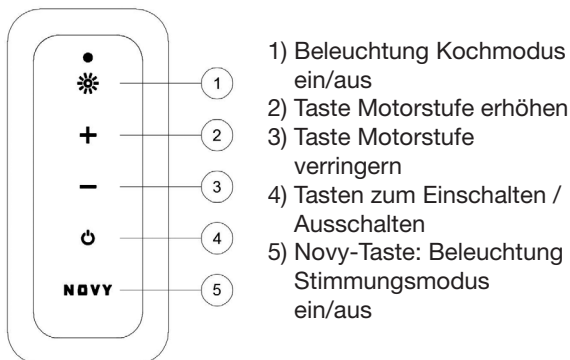 1
2
3
4
5
NOVY
1) Beleuchtung Kochmodus
ein/aus
2) Taste Motorstufe erhöhen
3) Taste Motorstufe
verringern
4) Tasten zum Einschalten /
Ausschalten
5) Novy-Taste: Beleuchtung
Stimmungsmodus
ein/aus